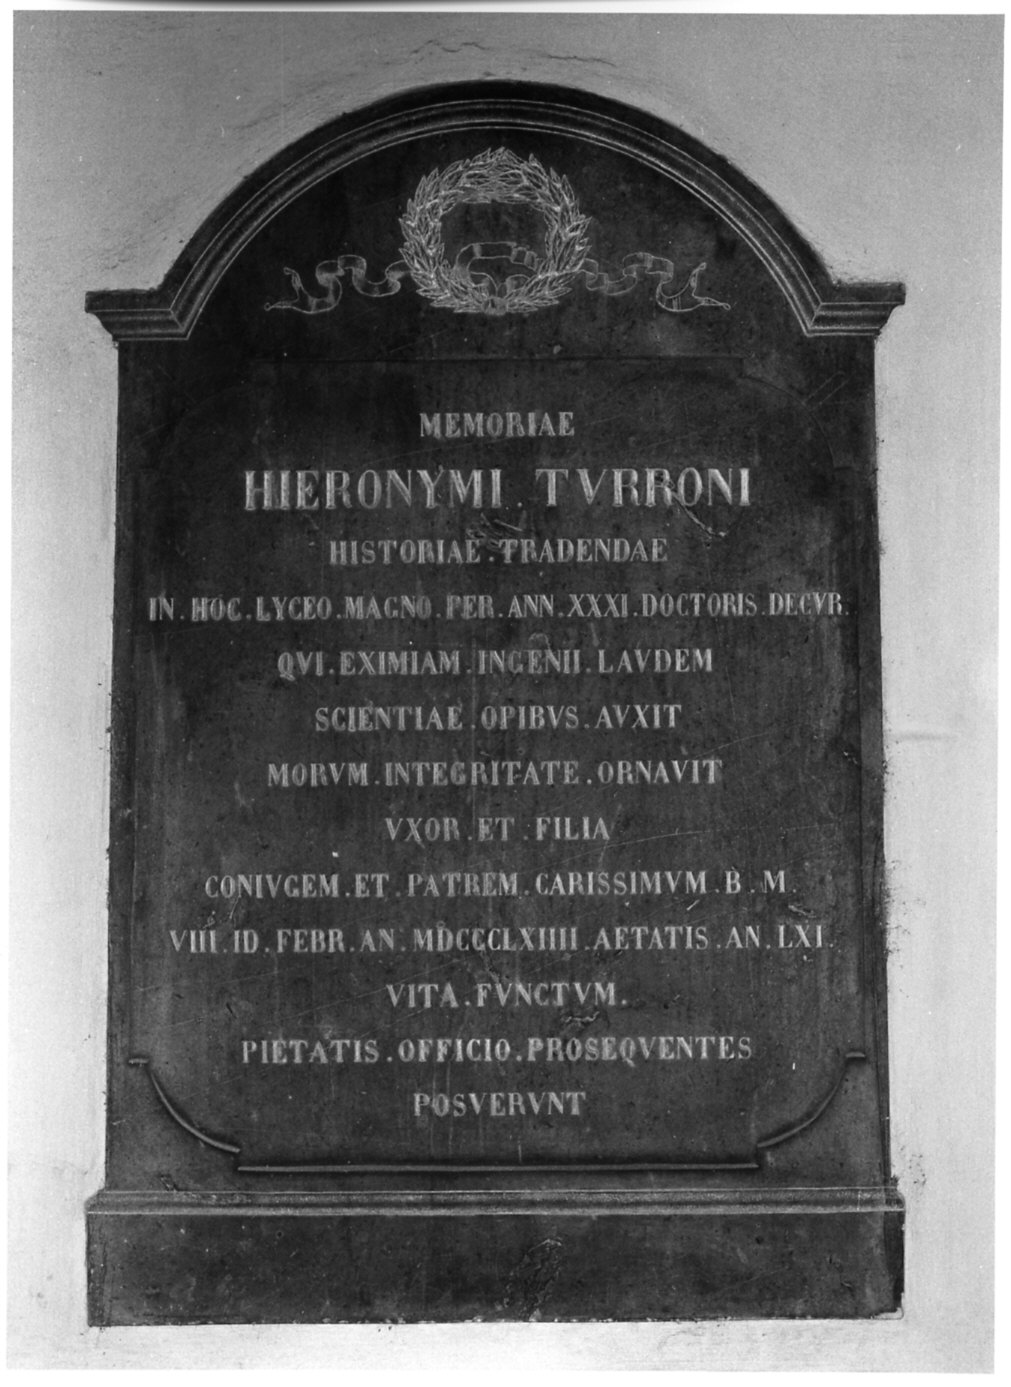 MEMORIAE
HIERONYMI . TVRRONI
HISTORIAE . TRADENDAE
IN . HOC . LYCEO . MAGNO . PER . ANN . XXXI . DOCTORIS . DECVR .
QVI . EXIMIAM . INGENII . LAVDEM
SCIENTIAE . OPIBVS . AVXIT
MORVM . INTEGRITATE . ORNAVIT
VXOR . ET . FILIA
CONIVGEM . ET . PATREM . CARISSIMVM . B . M .
VIII . ID . FEBR . AN . MDCCCLXIIII . AETATIS . AN . LXI .
VITA . FVNCTVM .
PIETATIS . OFFICIO . PROSEQVENTES
POSVERVNT